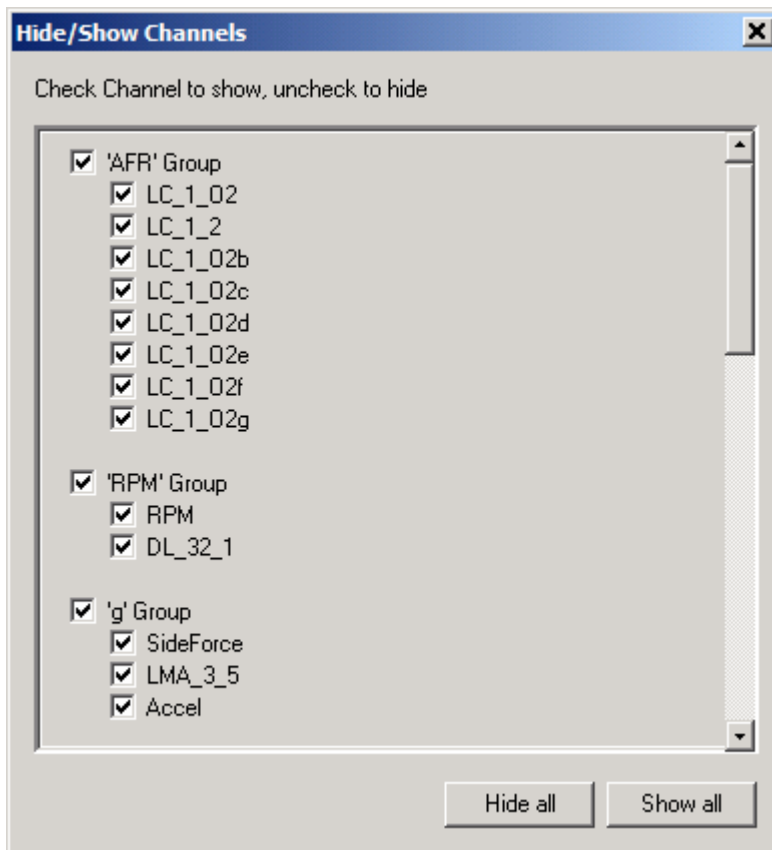 Hide/Show Channels
Check Channel to show, uncheck to hide
'AFR' Group
LC_1_O2
LC_1_2
LC_1_O2b
LC_1_O2c
LC_1_O2d
LC_1_O2e
LC_1_O2f
LC_1_O2g
'RPM' Group
RPM
DL_32_1
'g' Group
SideForce
LMA_3_5
Accel
Hide all
Show all